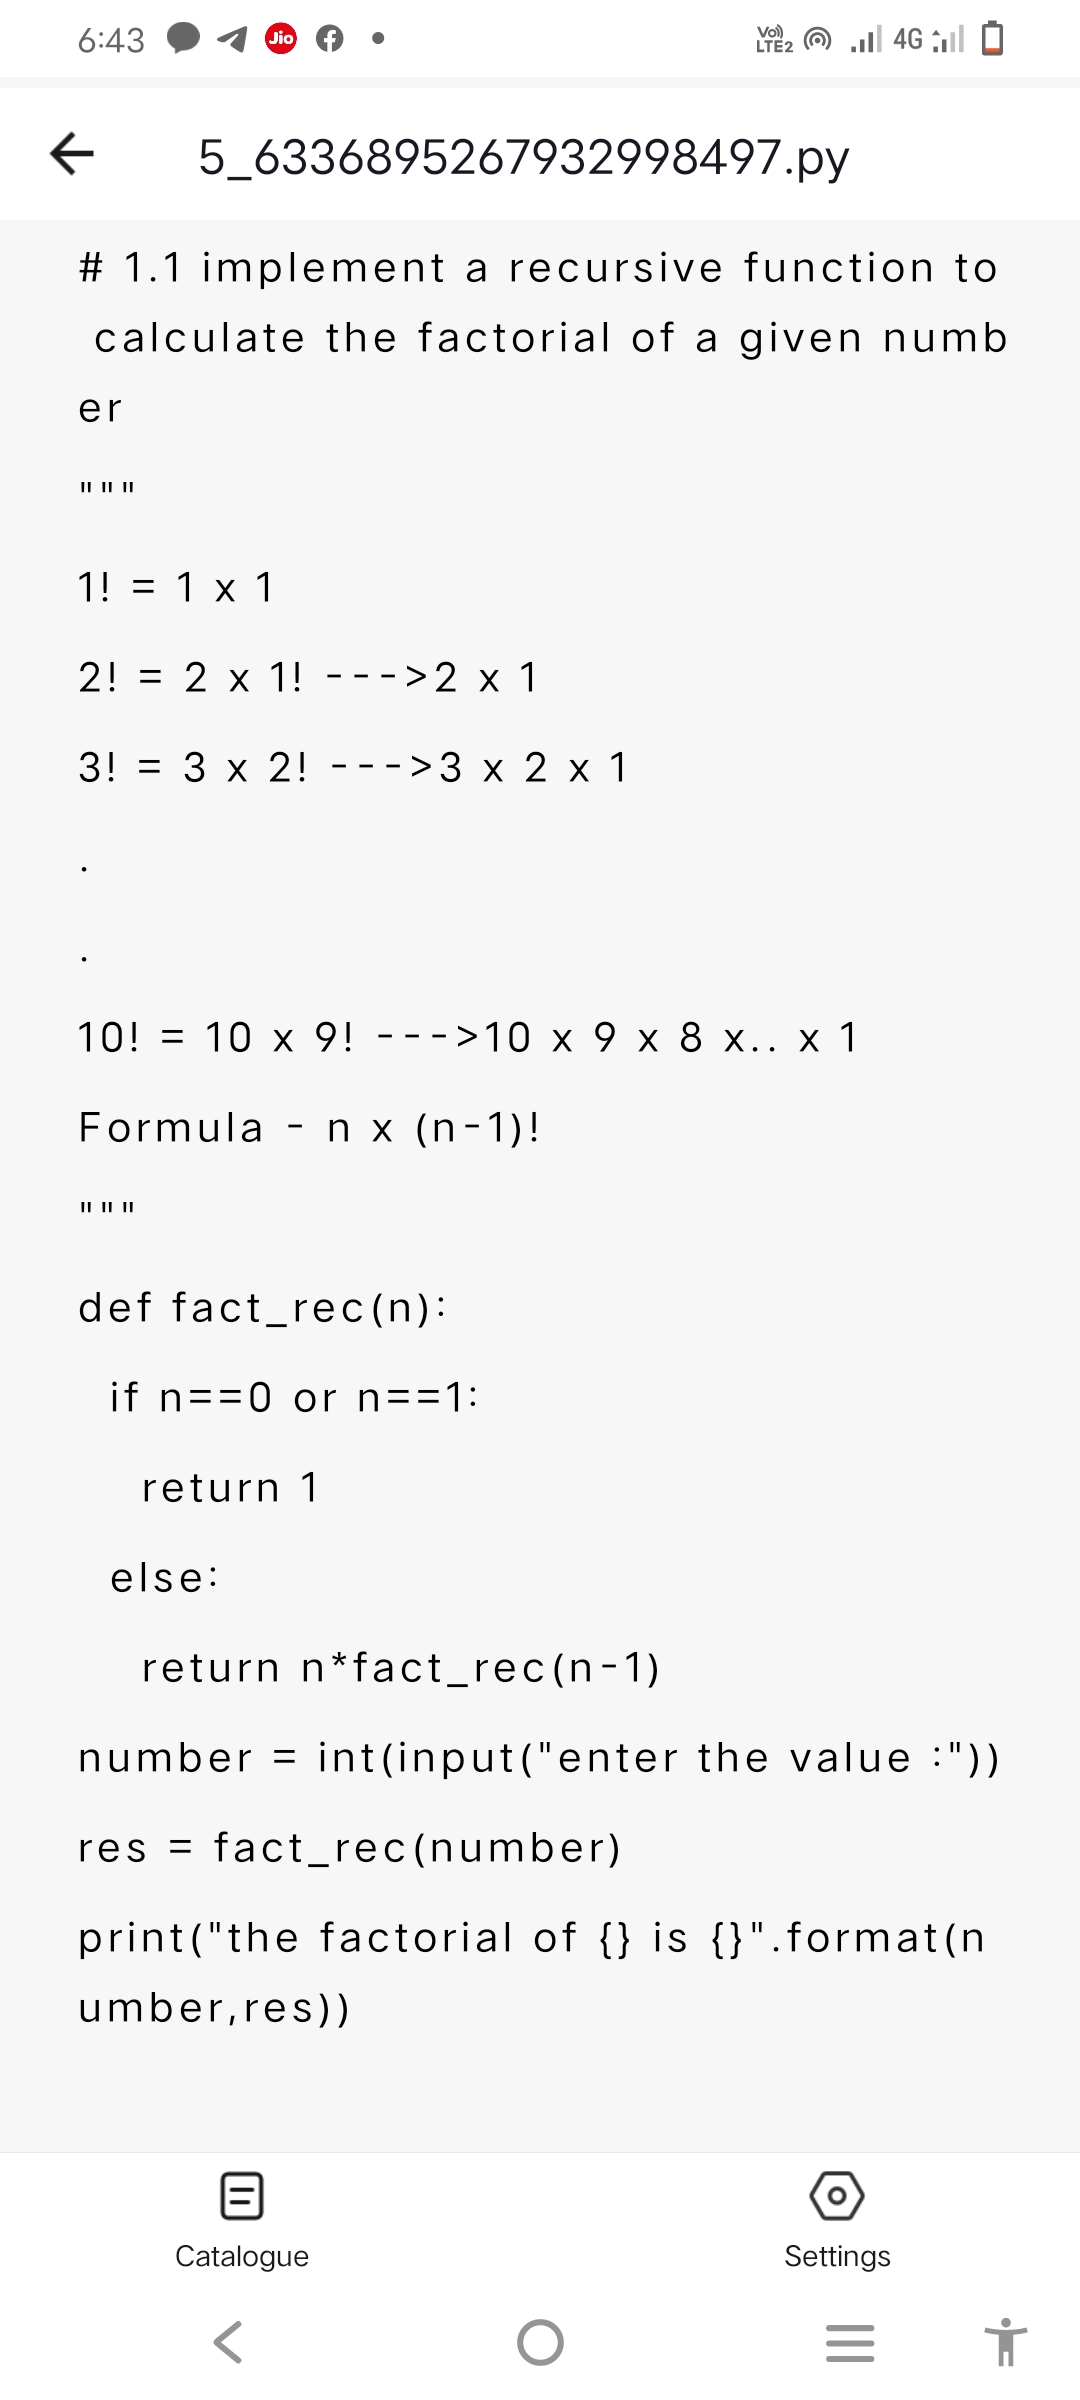 6:43 Jio Vo)) LTE2 4G
5_6336895267932998497.py
# 1.1 implement a recursive function to
calculate the factorial of a given numb
er
"""
1! = 1 x 1
2! = 2 x 1! --->2 x 1
3! = 3 x 2! --->3 x 2 x 1
.
.
10! = 10 x 9! --->10 x 9 x 8 x.. x 1
Formula - n x (n-1)!
"""
def fact_rec(n):
  if n==0 or n==1:
    return 1
  else:
    return n*fact_rec(n-1)
number = int(input("enter the value :"))
res = fact_rec(number)
print("the factorial of {} is {}".format(n
umber,res))
Catalogue Settings